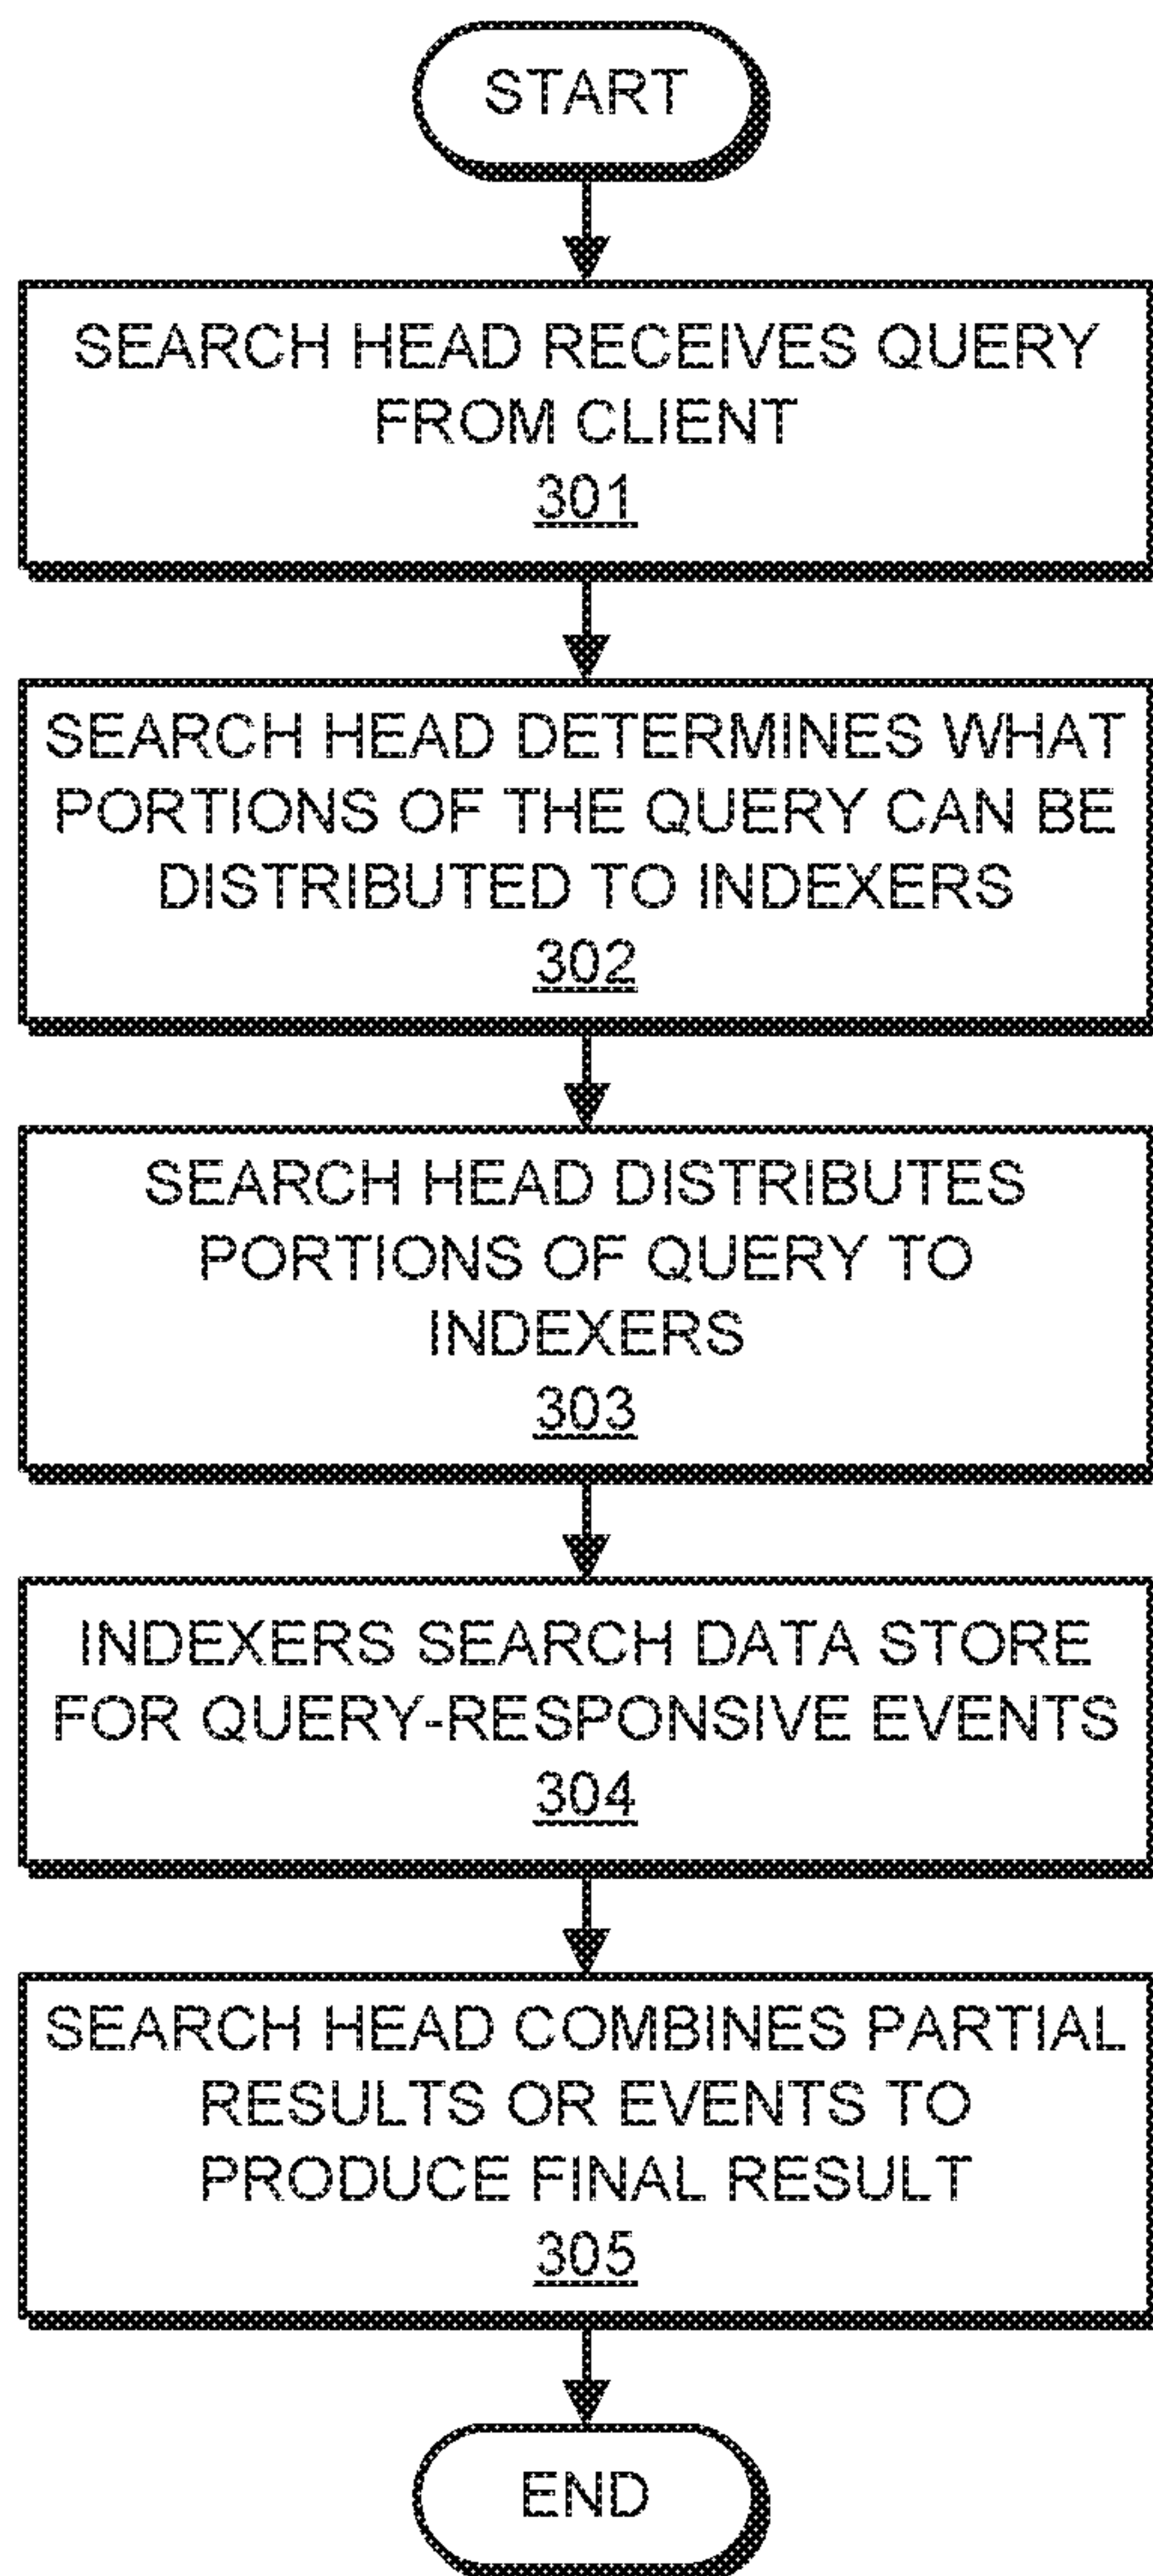 START
SEARCH HEAD RECEIVES QUERY
FROM CLIENT
301
SEARCH HEAD DETERMINES WHAT
PORTIONS OF THE QUERY CAN BE
DISTRIBUTED TO INDEXERS
302
SEARCH HEAD DISTRIBUTES
PORTIONS OF QUERY TO
INDEXERS
303
INDEXERS SEARCH DATA STORE
FOR QUERY-RESPONSIVE EVENTS
304
SEARCH HEAD COMBINES PARTIAL
RESULTS OR EVENTS TO
PRODUCE FINAL RESULT
305
END